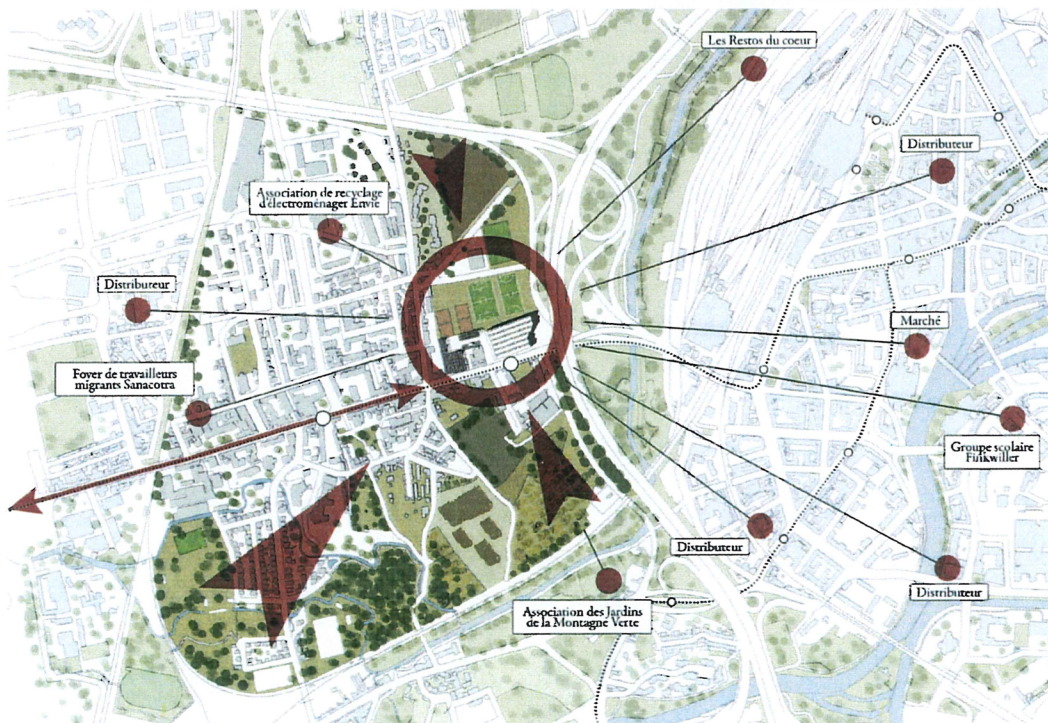 Les Restos du coeur
Distributeur
Association de recyclage
d'électroménager Envie
Distributeur
Marché
Foyer de travailleurs
migrants Sanacotra
Groupe scolaire
Finkwiller
Distributeur
Distributeur
Association des Jardins
de la Montagne Verte